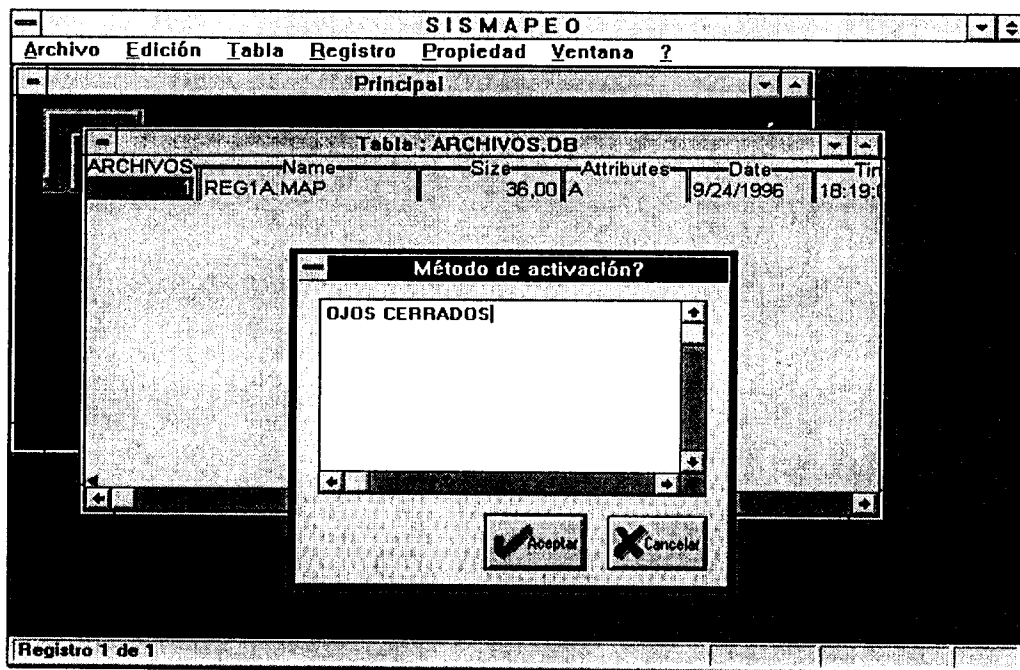 SISMAPEO
Archivo Edición Tabla Registro Propiedad Ventana ?
Principal
Tabla : ARCHIVOS.DB
ARCHIVOS Name Size Attributes Date Tim
1 REG1A.MAP 36,00 A 9/24/1996 18:19:
Método de activación?
OJOS CERRADOS
Aceptar Cancelar
Registro 1 de 1